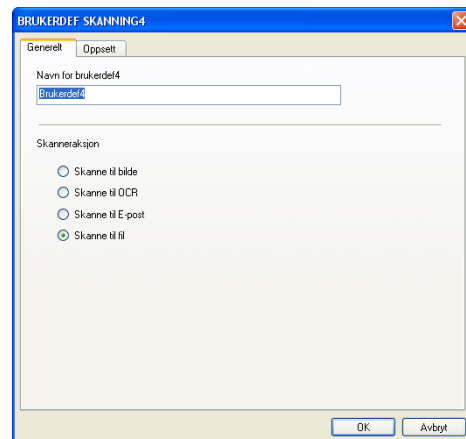 BRUKERDEF SKANNING4
Generelt Oppsett
Navn for brukerdef4
Brukerdef4
Skanneraksjon
Skanne til bilde
Skanne til OCR
Skanne til E-post
Skanne til fil
OK Avbryt